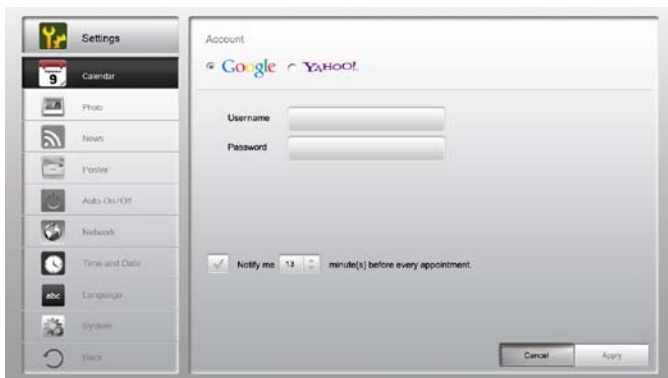 Settings
9
Calendar
Photo
News
Poster
Auto On/Off
Network
Time and Date
abc
Language
System
Back
Account
Google YAHOO!
Username
Password
Notify me 13 minute(s) before every appointment.
Cancel Apply